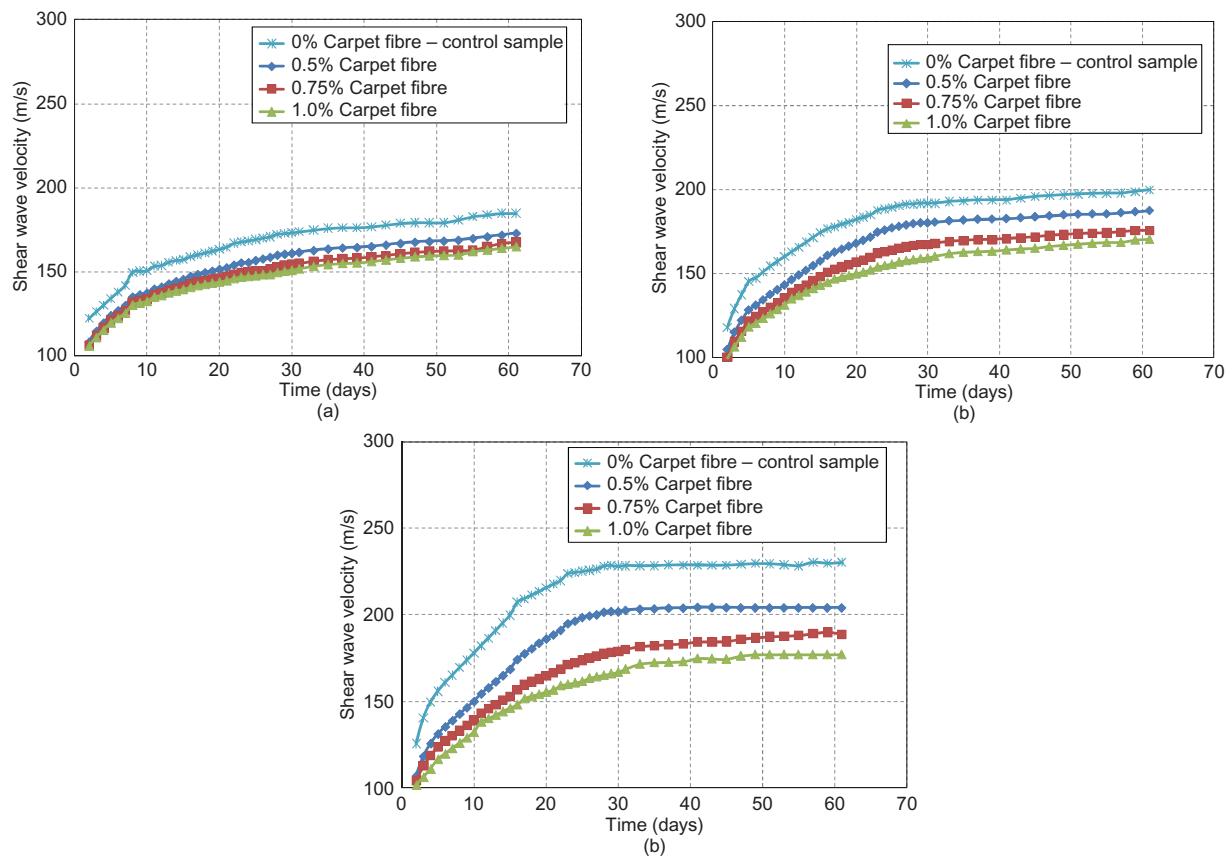 300
250
200
150
100
Shear wave velocity (m/s)
0% Carpet fibre – control sample
0.5% Carpet fibre
0.75% Carpet fibre
1.0% Carpet fibre
0 10 20 30 40 50 60 70
Time (days)
(a)
300
250
200
150
100
Shear wave velocity (m/s)
0% Carpet fibre – control sample
0.5% Carpet fibre
0.75% Carpet fibre
1.0% Carpet fibre
0 10 20 30 40 50 60 70
Time (days)
(b)
300
250
200
150
100
Shear wave velocity (m/s)
0% Carpet fibre – control sample
0.5% Carpet fibre
0.75% Carpet fibre
1.0% Carpet fibre
0 10 20 30 40 50 60 70
Time (days)
(b)